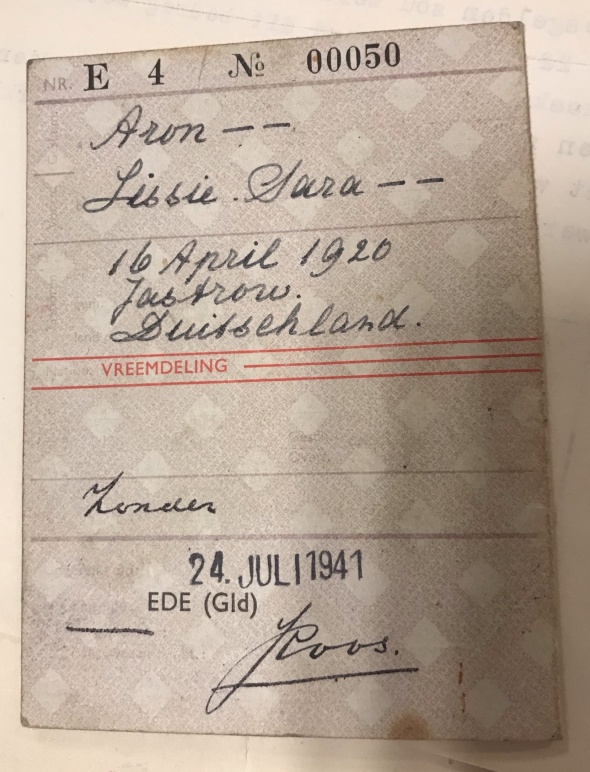 NR. E 4 № 00050
Aron – –
Lissie Sara – –
16 April 1920
Jastrow.
Duitschland.
VREEMDELING
Zonder
24. JULI 1941
EDE (Gld)